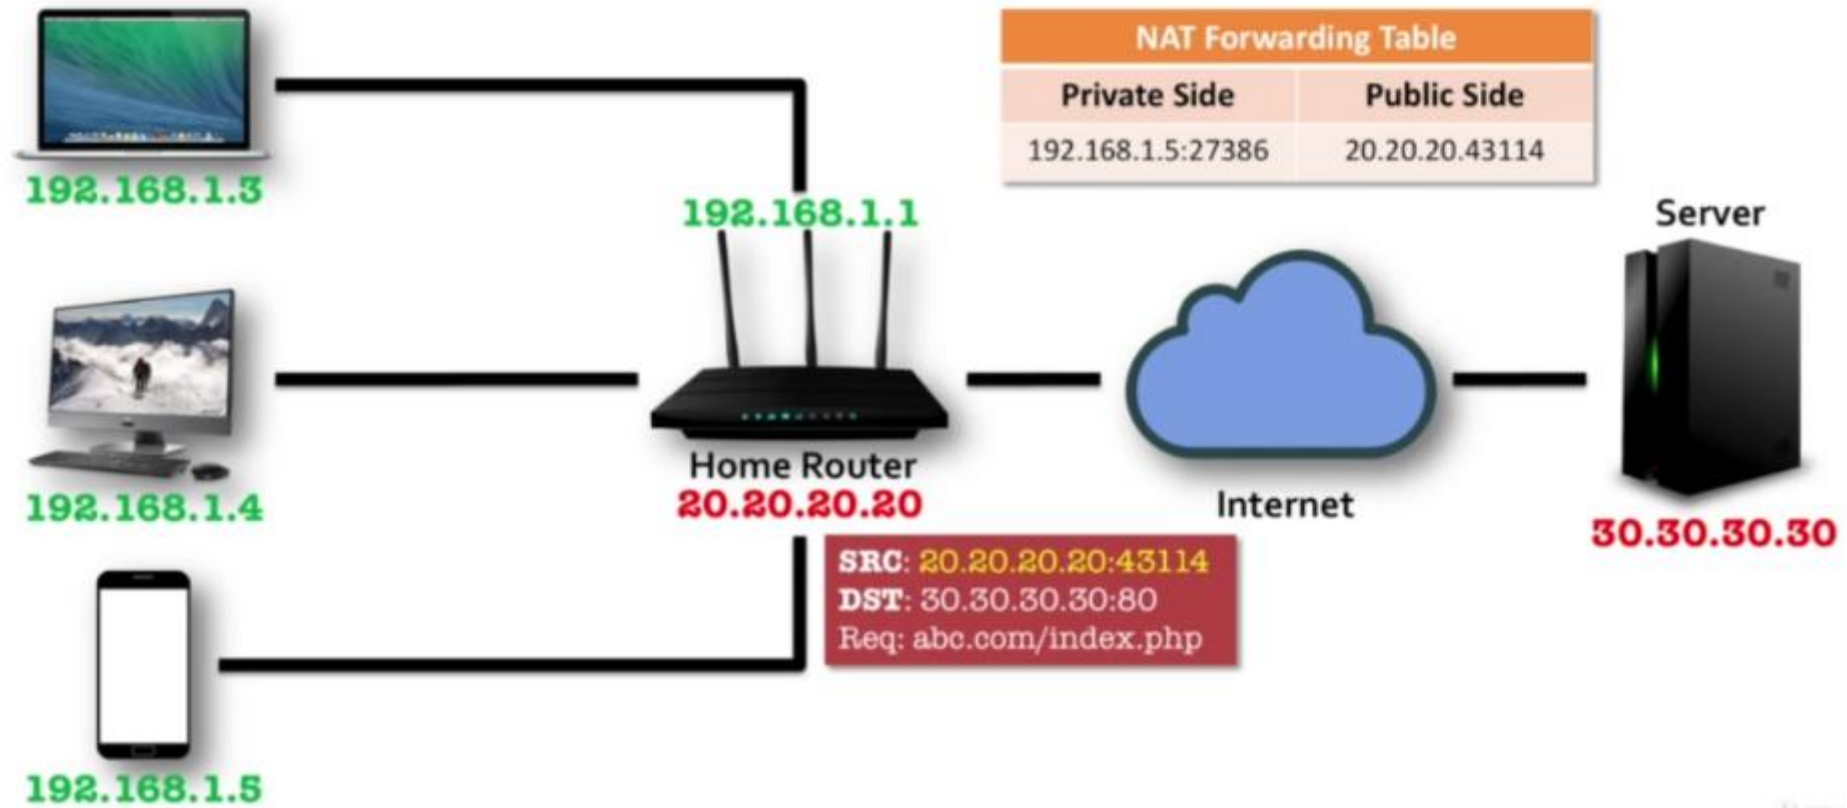 NAT Forwarding Table
Private Side Public Side
192.168.1.5:27386 20.20.20.43114
192.168.1.3
192.168.1.1
Server
192.168.1.4
Home Router
20.20.20.20
Internet
30.30.30.30
SRC: 20.20.20.20:43114
DST: 30.30.30.30:80
Req: abc.com/index.php
192.168.1.5